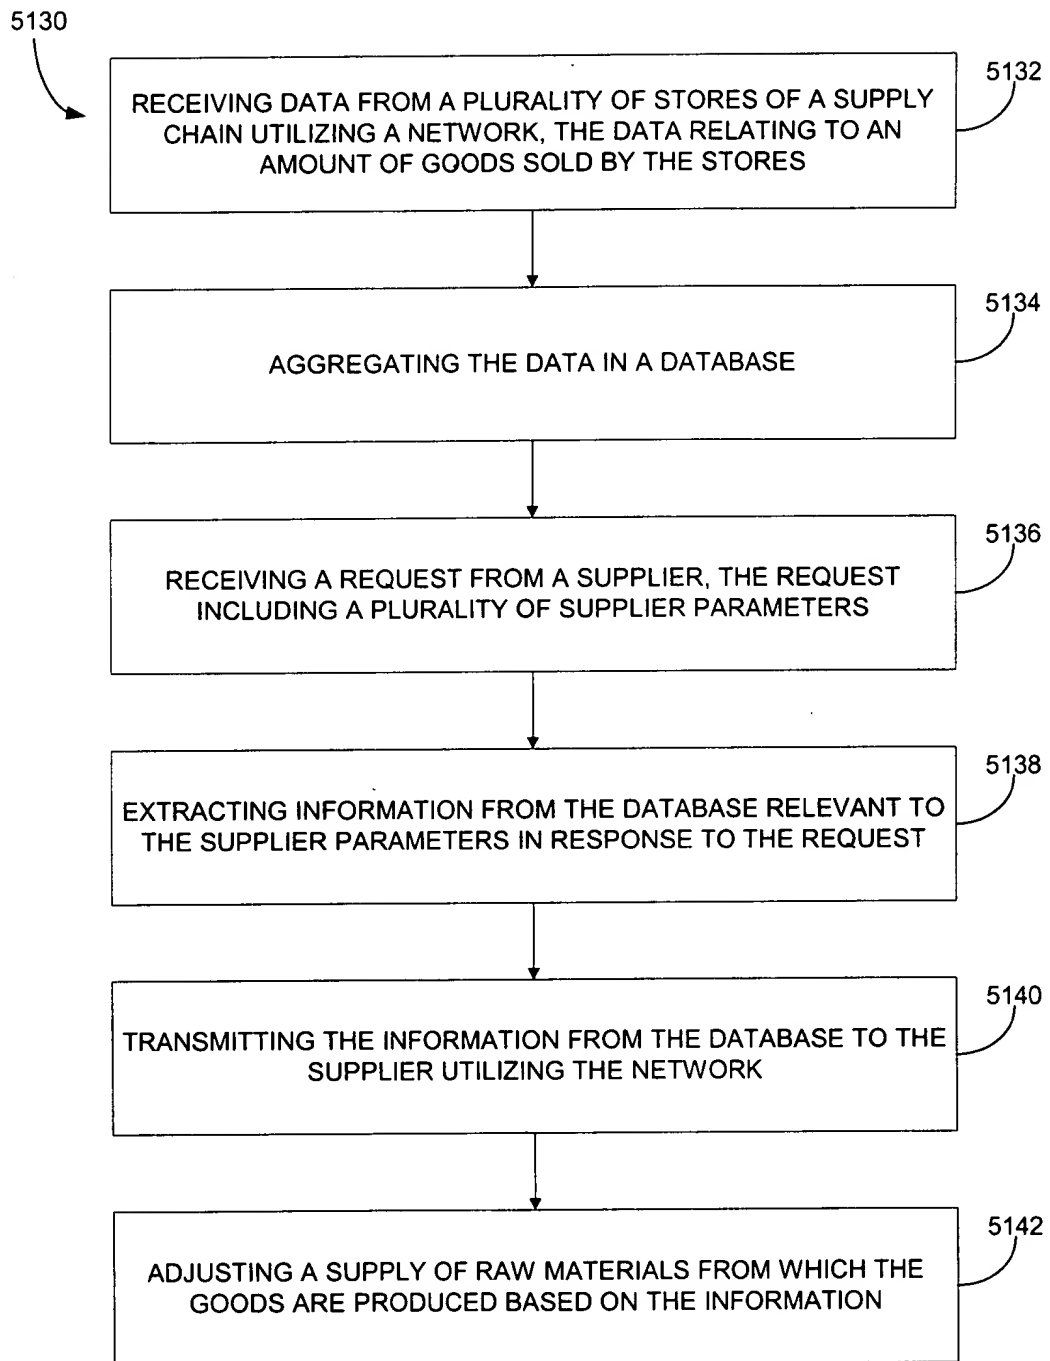 5130
5132
RECEIVING DATA FROM A PLURALITY OF STORES OF A SUPPLY
CHAIN UTILIZING A NETWORK, THE DATA RELATING TO AN
AMOUNT OF GOODS SOLD BY THE STORES
5134
AGGREGATING THE DATA IN A DATABASE
5136
RECEIVING A REQUEST FROM A SUPPLIER, THE REQUEST
INCLUDING A PLURALITY OF SUPPLIER PARAMETERS
5138
EXTRACTING INFORMATION FROM THE DATABASE RELEVANT TO
THE SUPPLIER PARAMETERS IN RESPONSE TO THE REQUEST
5140
TRANSMITTING THE INFORMATION FROM THE DATABASE TO THE
SUPPLIER UTILIZING THE NETWORK
5142
ADJUSTING A SUPPLY OF RAW MATERIALS FROM WHICH THE
GOODS ARE PRODUCED BASED ON THE INFORMATION